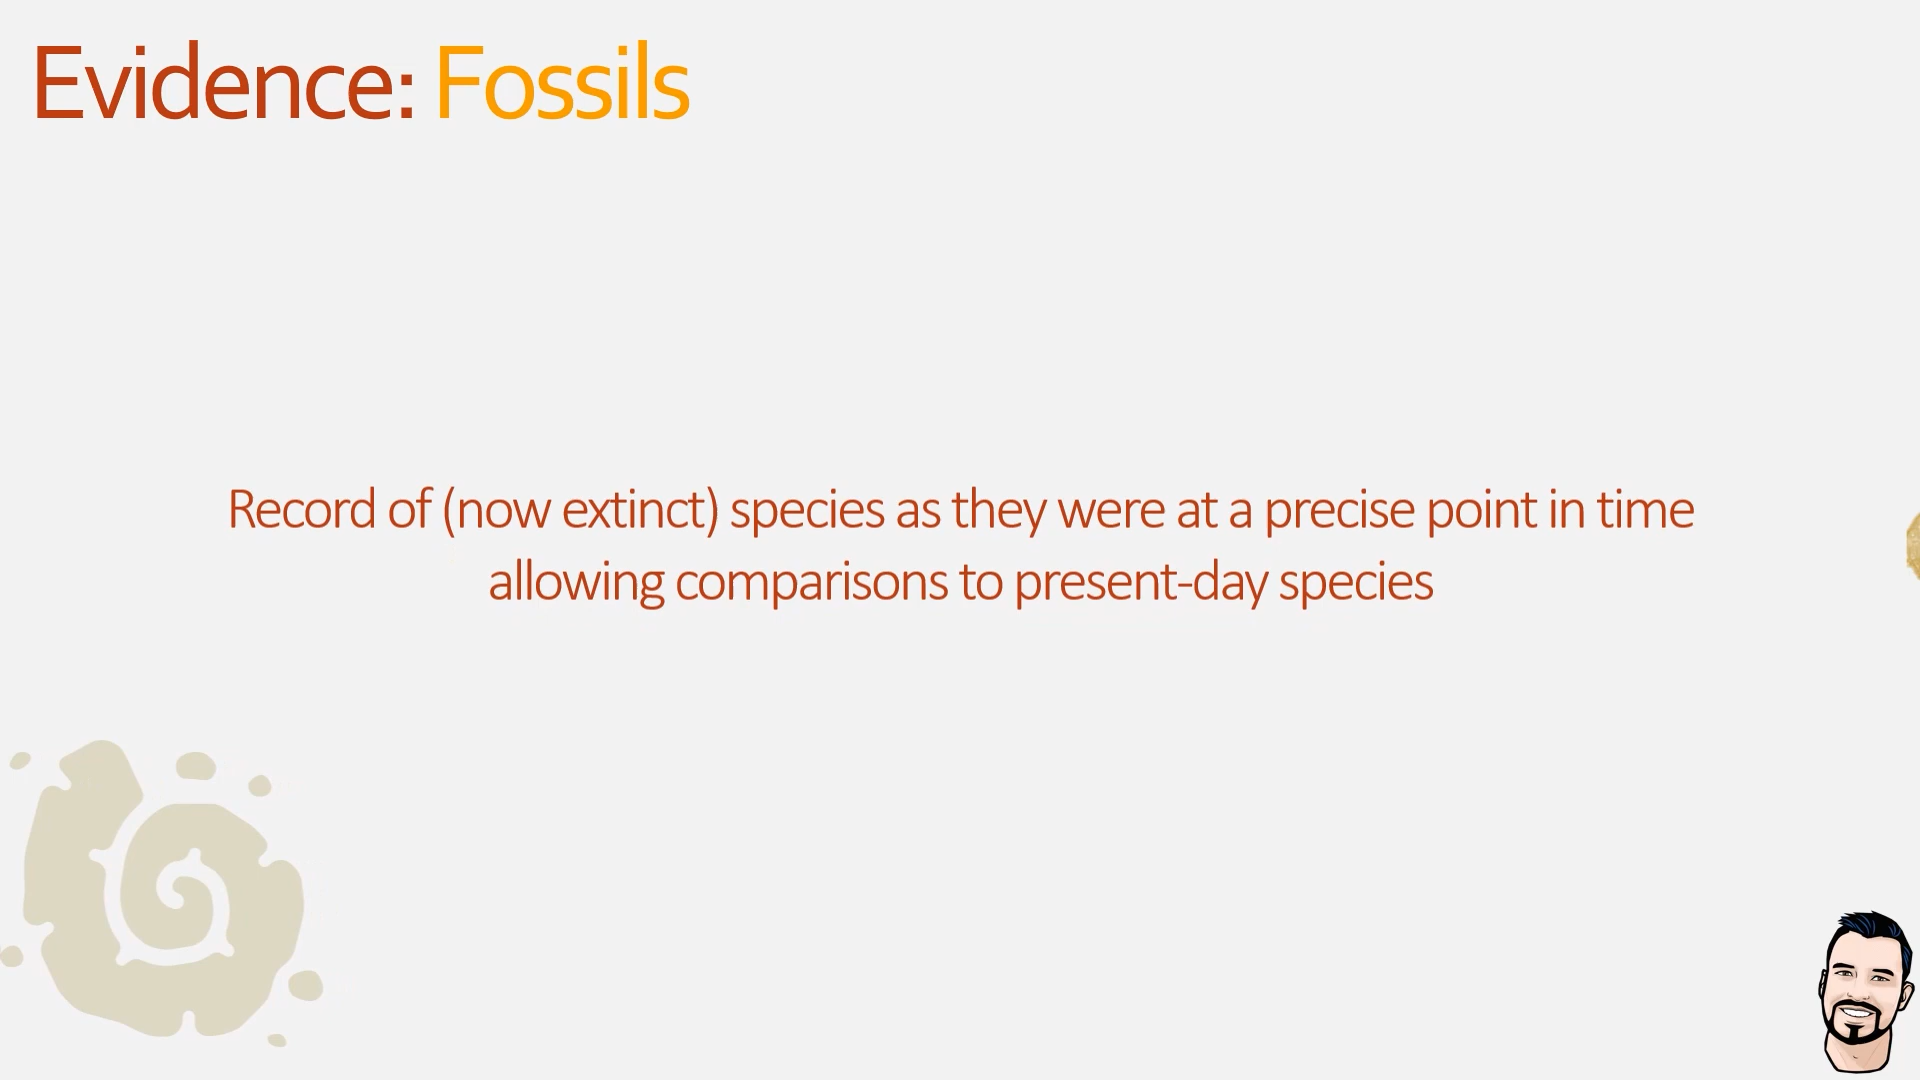 Evidence: Fossils
Record of (now extinct) species as they were at a precise point in time
allowing comparisons to present-day species